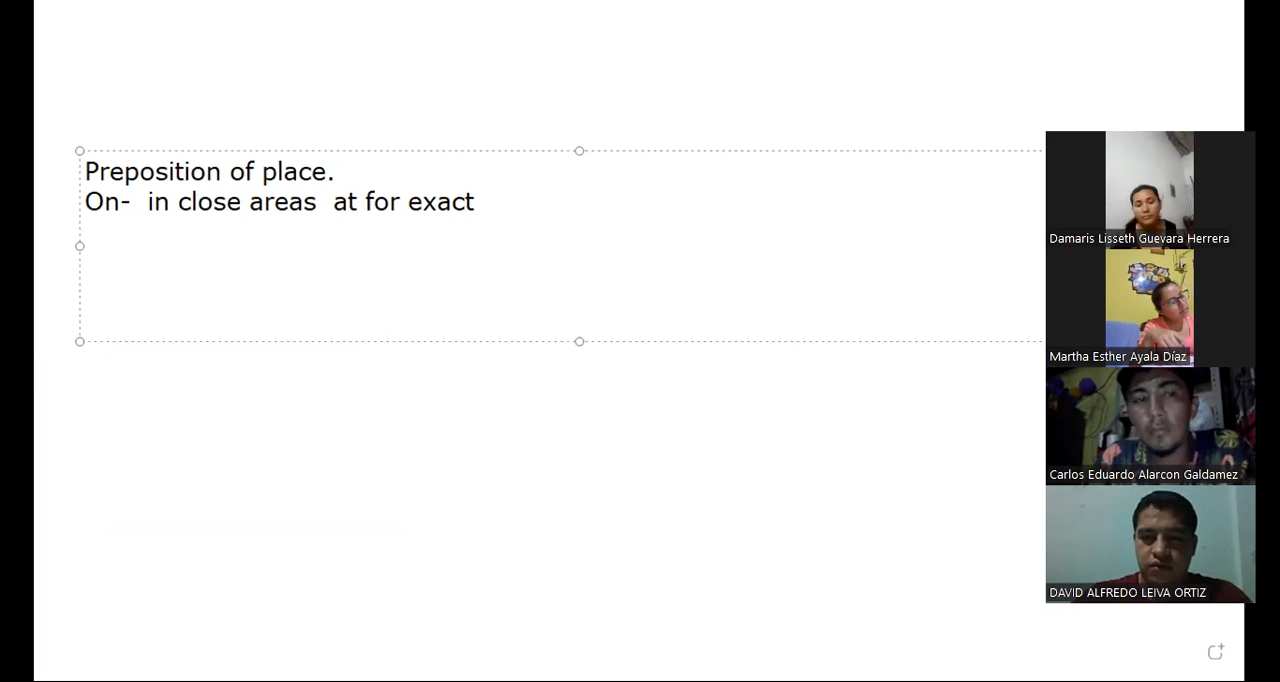 Preposition of place.
On-  in close areas  at for exact
Damaris Lisseth Guevara Herrera
Martha Esther Ayala Díaz
Carlos Eduardo Alarcon Galdamez
DAVID ALFREDO LEIVA ORTIZ